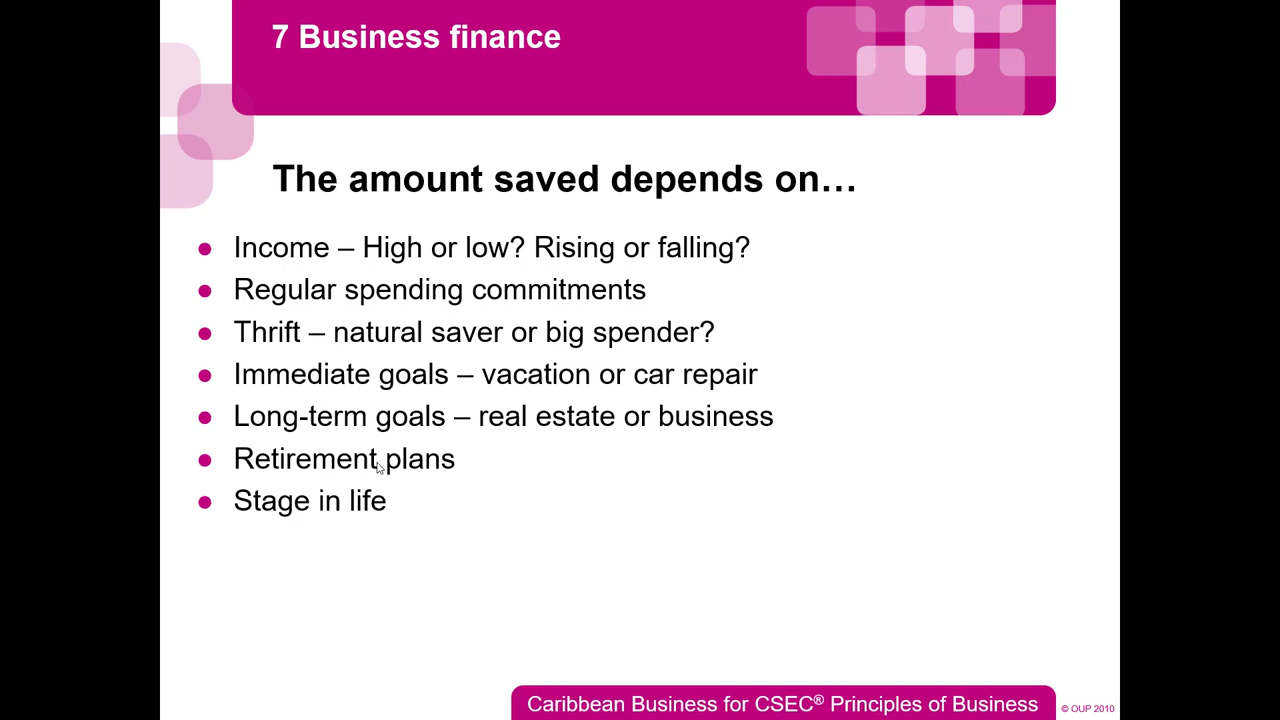 7 Business finance
The amount saved depends on…
● Income – High or low? Rising or falling?
● Regular spending commitments
● Thrift – natural saver or big spender?
● Immediate goals – vacation or car repair
● Long-term goals – real estate or business
● Retirement plans
● Stage in life
Caribbean Business for CSEC® Principles of Business
© OUP 2010